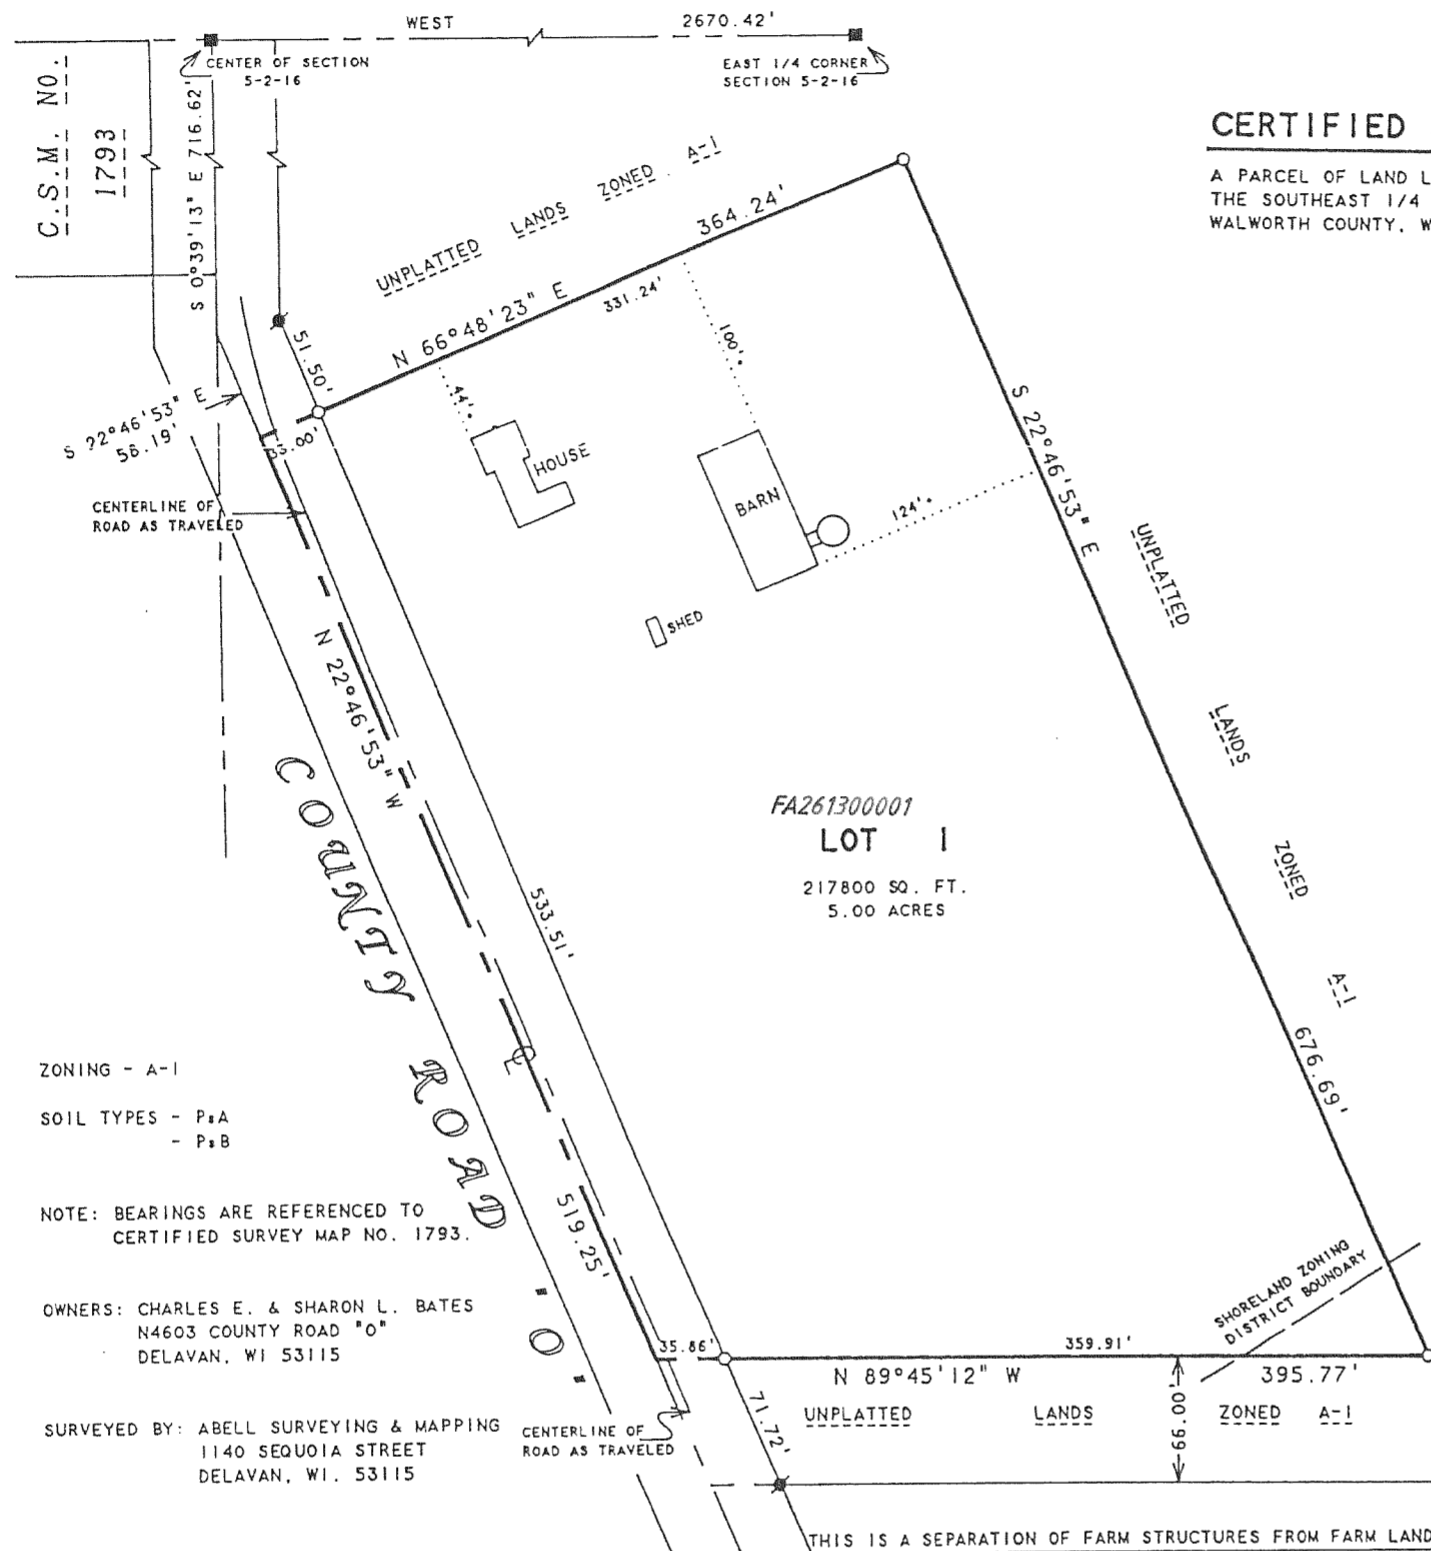 WEST 2670.42'
CENTER OF SECTION
5-2-16
EAST 1/4 CORNER
SECTION 5-2-16
C.S.M. NO.
1793
S 0°39'13" E 716.62'
CERTIFIED
A PARCEL OF LAND L
THE SOUTHEAST 1/4
WALWORTH COUNTY, W
UNPLATTED LANDS ZONED A-1
N 66°48'23" E 364.24'
331.24'
51.50'
33.00'
S 22°46'53" E
58.19'
CENTERLINE OF
ROAD AS TRAVELED
44'±
HOUSE
100'±
BARN
124'±
SHED
S 22°46'53" E 676.69'
UNPLATTED LANDS ZONED A-1
N 22°46'53" W 519.25'
533.51'
COUNTY ROAD "O"
FA261300001
LOT 1
217800 SQ. FT.
5.00 ACRES
ZONING - A-1
SOIL TYPES - PsA
- PsB
NOTE: BEARINGS ARE REFERENCED TO
CERTIFIED SURVEY MAP NO. 1793.
OWNERS: CHARLES E. & SHARON L. BATES
N4603 COUNTY ROAD "O"
DELAVAN, WI 53115
SURVEYED BY: ABELL SURVEYING & MAPPING
1140 SEQUOIA STREET
DELAVAN, WI. 53115
SHORELAND ZONING
DISTRICT BOUNDARY
35.86' 359.91'
N 89°45'12" W 395.77'
UNPLATTED LANDS ZONED A-1
66.00'
71.72'
CENTERLINE OF
ROAD AS TRAVELED
THIS IS A SEPARATION OF FARM STRUCTURES FROM FARM LAND